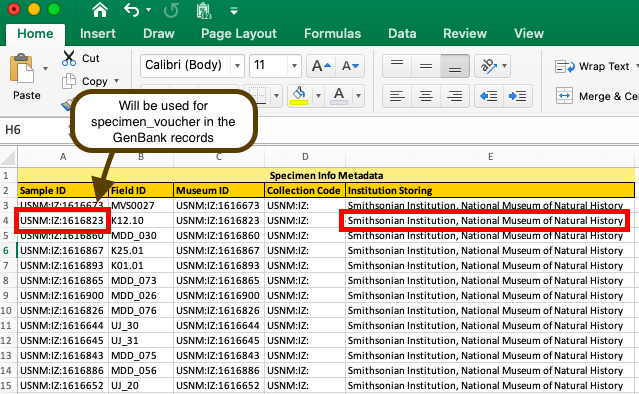 123
Home Insert Draw Page Layout Formulas Data Review View
Paste
Cut
Copy
Calibri (Body) 11 A A
B I U
A
ab
Wrap Text
Merge & Ce
Will be used for
specimen_voucher in the
GenBank records
H6
A B C D E
1 Specimen Info Metadata
2 Sample ID Field ID Museum ID Collection Code Institution Storing
3 USNM:IZ:1616673 MVS0027 USNM:IZ:1616673 USNM:IZ: Smithsonian Institution, National Museum of Natural History
4 USNM:IZ:1616823 K12.10 USNM:IZ:1616823 USNM:IZ: Smithsonian Institution, National Museum of Natural History
5 USNM:IZ:1616860 MDD_030 USNM:IZ:1616860 USNM:IZ: Smithsonian Institution, National Museum of Natural History
6 USNM:IZ:1616867 K25.01 USNM:IZ:1616867 USNM:IZ: Smithsonian Institution, National Museum of Natural History
7 USNM:IZ:1616893 K01.01 USNM:IZ:1616893 USNM:IZ: Smithsonian Institution, National Museum of Natural History
8 USNM:IZ:1616865 MDD_073 USNM:IZ:1616865 USNM:IZ: Smithsonian Institution, National Museum of Natural History
9 USNM:IZ:1616900 MDD_026 USNM:IZ:1616900 USNM:IZ: Smithsonian Institution, National Museum of Natural History
10 USNM:IZ:1616826 MDD_076 USNM:IZ:1616826 USNM:IZ: Smithsonian Institution, National Museum of Natural History
11 USNM:IZ:1616644 UJ_30 USNM:IZ:1616644 USNM:IZ: Smithsonian Institution, National Museum of Natural History
12 USNM:IZ:1616645 UJ_31 USNM:IZ:1616645 USNM:IZ: Smithsonian Institution, National Museum of Natural History
13 USNM:IZ:1616843 MDD_075 USNM:IZ:1616843 USNM:IZ: Smithsonian Institution, National Museum of Natural History
14 USNM:IZ:1616886 MDD_056 USNM:IZ:1616886 USNM:IZ: Smithsonian Institution, National Museum of Natural History
15 USNM:IZ:1616652 UJ_20 USNM:IZ:1616652 USNM:IZ: Smithsonian Institution, National Museum of Natural History